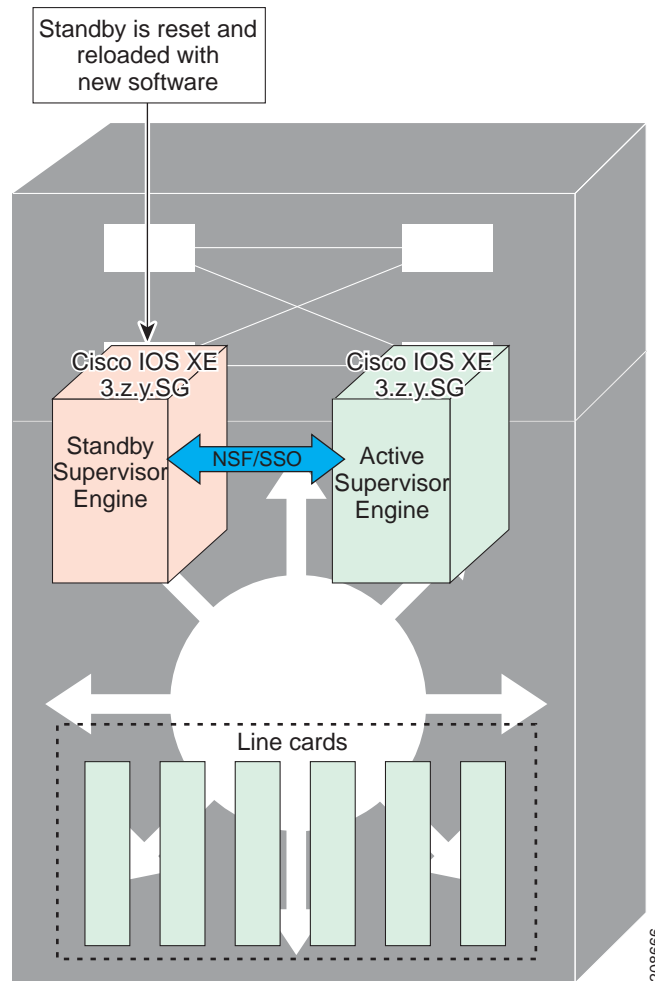 Standby is reset and
reloaded with
new software
Cisco IOS XE
3.z.y.SG
Cisco IOS XE
3.z.y.SG
Standby
Supervisor
Engine
NSF/SSO
Active
Supervisor
Engine
Line cards
208666